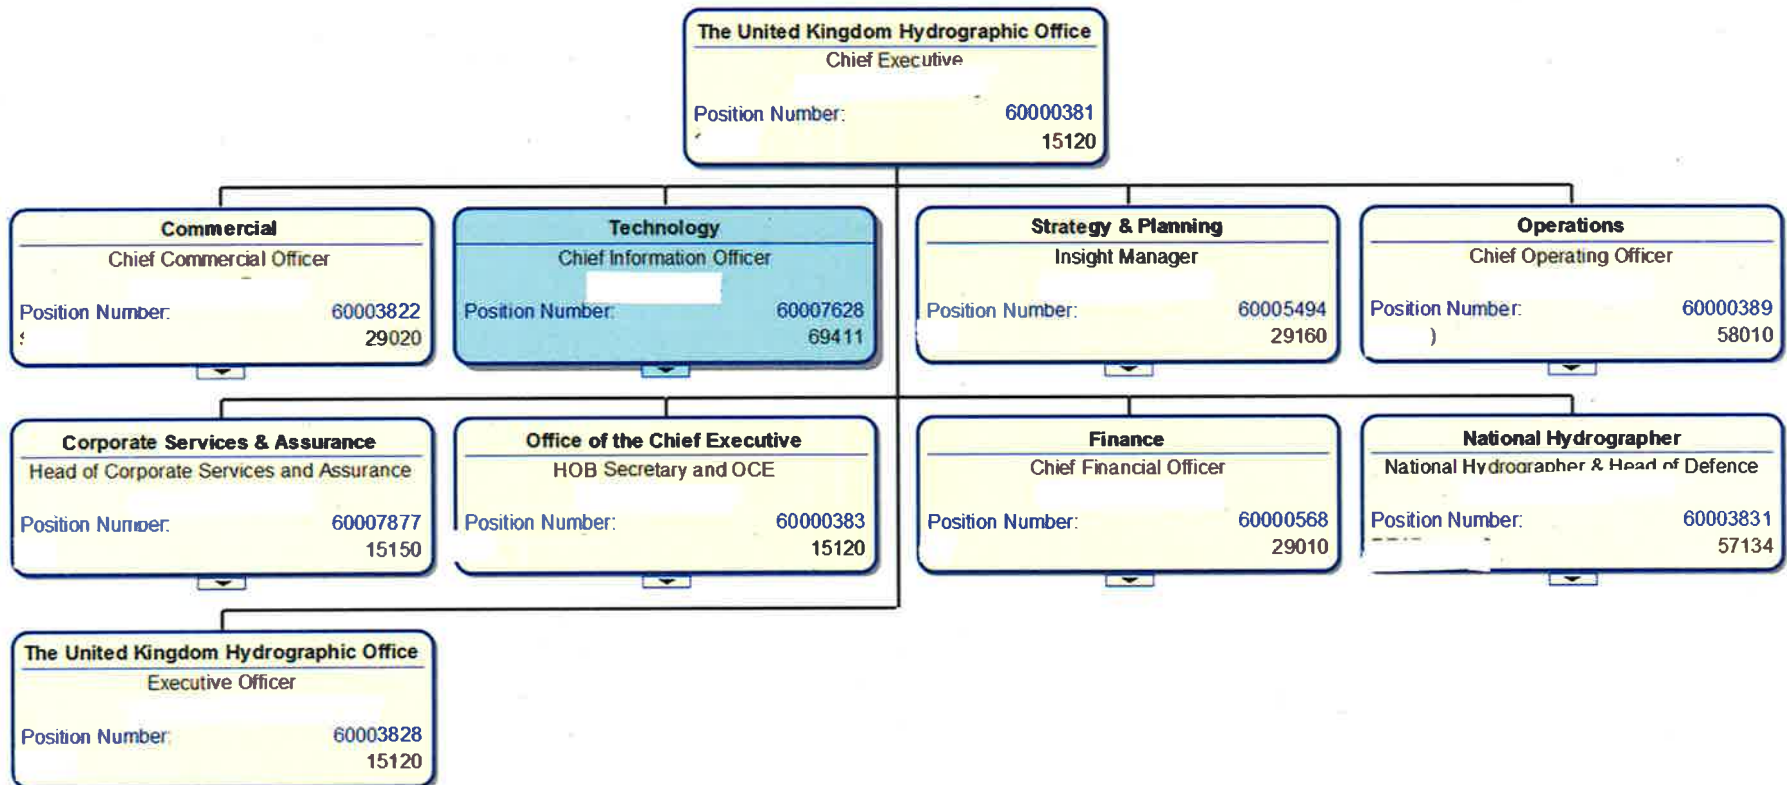 The United Kingdom Hydrographic Office
Chief Executive
Position Number: 60000381
15120
Commercial
Chief Commercial Officer
Position Number: 60003822
29020
Technology
Chief Information Officer
Position Number: 60007628
69411
Strategy & Planning
Insight Manager
Position Number: 60005494
29160
Operations
Chief Operating Officer
Position Number: 60000389
) 58010
Corporate Services & Assurance
Head of Corporate Services and Assurance
Position Number: 60007877
15150
Office of the Chief Executive
HOB Secretary and OCE
Position Number: 60000383
15120
Finance
Chief Financial Officer
Position Number: 60000568
29010
National Hydrographer
National Hydrographer & Head of Defence
Position Number: 60003831
57134
The United Kingdom Hydrographic Office
Executive Officer
Position Number: 60003828
15120